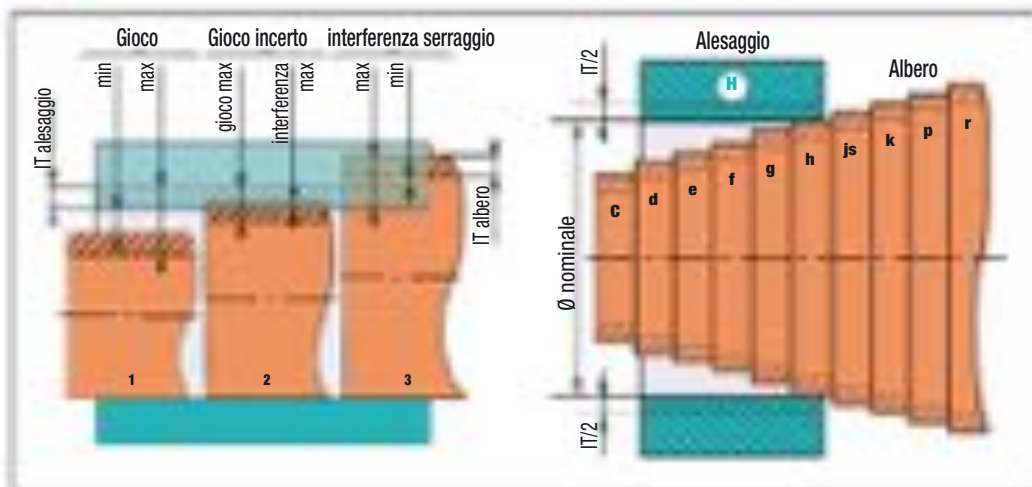 Gioco
Gioco incerto
interferenza serraggio
min
max
gioco max
interferenza
max
max
min
IT alesaggio
IT albero
1
2
3
Alesaggio
Albero
IT/2
H
Ø nominale
C
d
e
f
g
h
js
k
p
r
IT/2